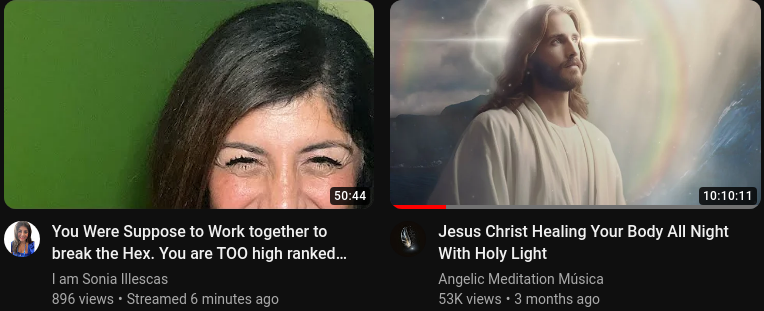 50:44
10:10:11
You Were Suppose to Work together to
break the Hex. You are TOO high ranked...
I am Sonia Illescas
896 views • Streamed 6 minutes ago
Jesus Christ Healing Your Body All Night
With Holy Light
Angelic Meditation Música
53K views • 3 months ago